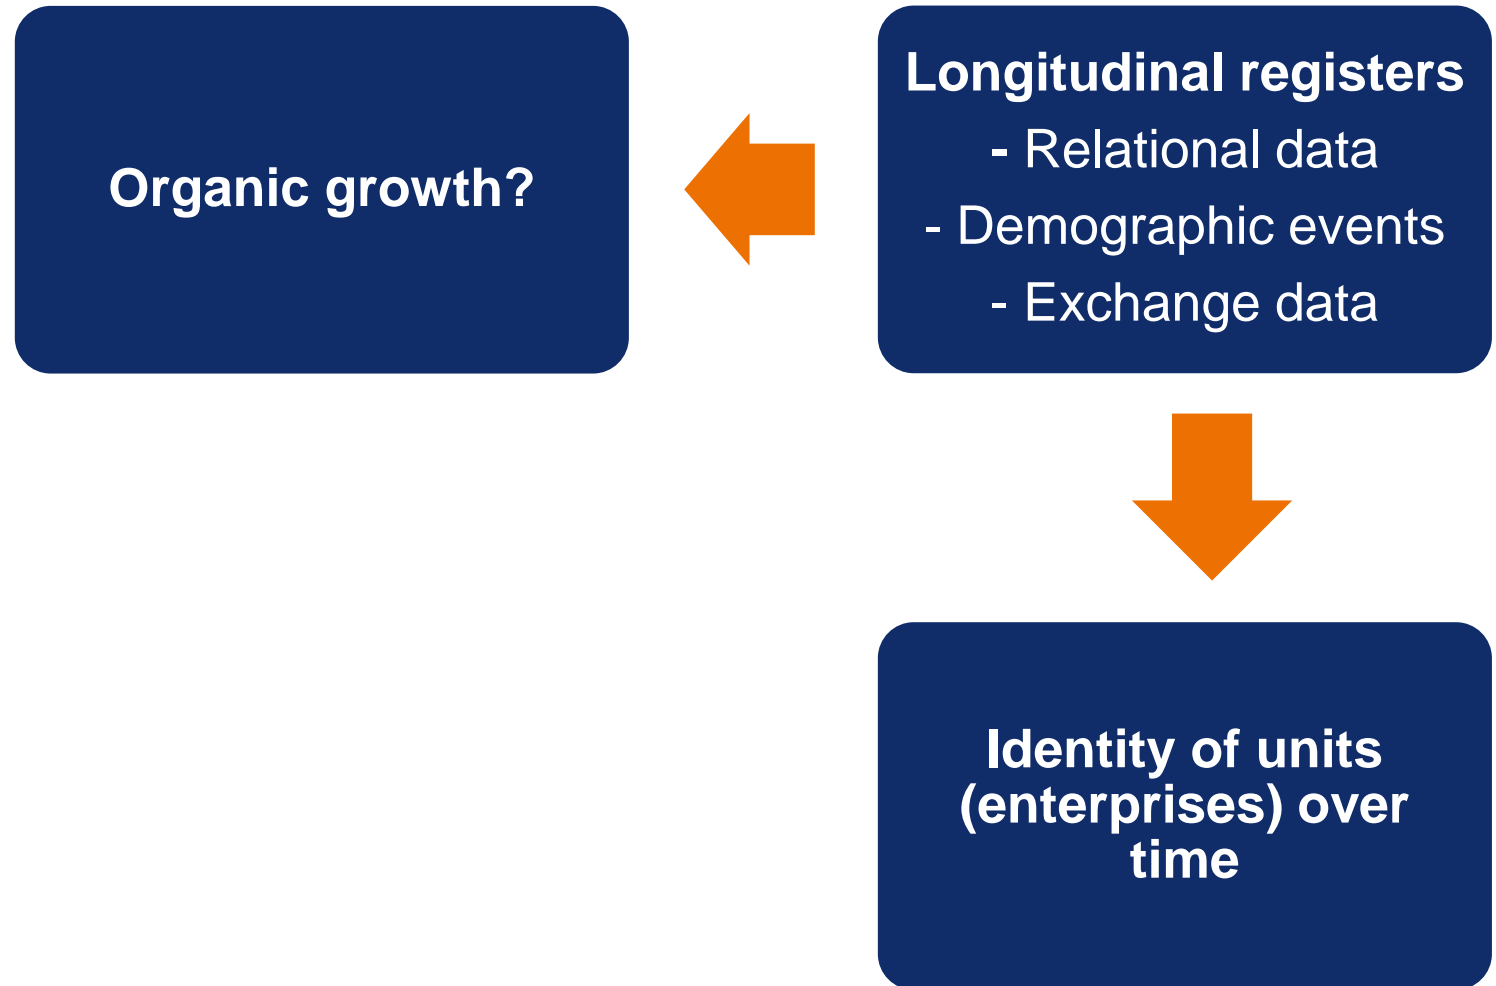 Organic growth?
Longitudinal registers
- Relational data
- Demographic events
- Exchange data
Identity of units
(enterprises) over
time